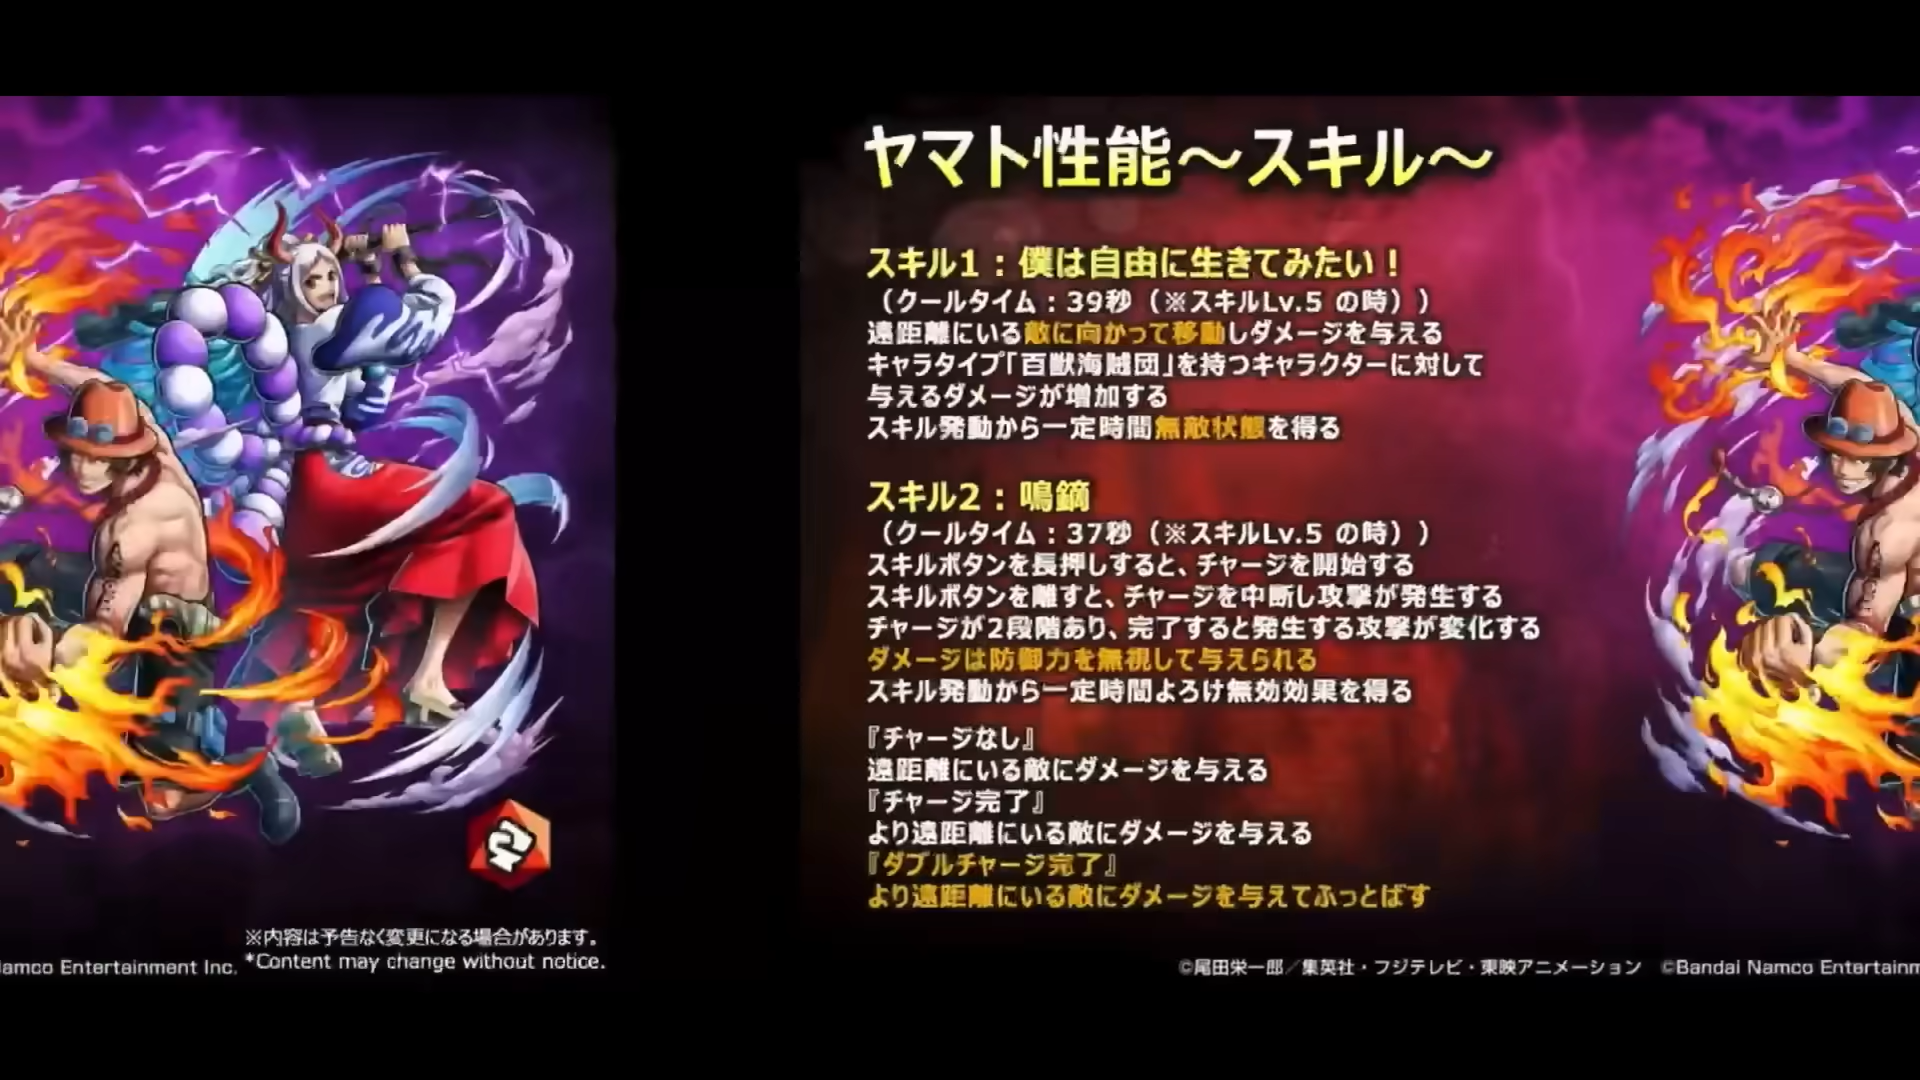 ヤマト性能～スキル～
スキル1：僕は自由に生きてみたい！
（クールタイム：39秒（※スキルLv.5 の時））
遠距離にいる敵に向かって移動しダメージを与える
キャラタイプ「百獣海賊団」を持つキャラクターに対して
与えるダメージが増加する
スキル発動から一定時間無敵状態を得る
スキル2：鳴鏑
（クールタイム：37秒（※スキルLv.5 の時））
スキルボタンを長押しすると、チャージを開始する
スキルボタンを離すと、チャージを中断し攻撃が発生する
チャージが2段階あり、完了すると発生する攻撃が変化する
ダメージは防御力を無視して与えられる
スキル発動から一定時間よろけ無効効果を得る
『チャージなし』
遠距離にいる敵にダメージを与える
『チャージ完了』
より遠距離にいる敵にダメージを与える
『ダブルチャージ完了』
より遠距離にいる敵にダメージを与えてふっとばす
※内容は予告なく変更になる場合があります。
amco Entertainment Inc. *Content may change without notice.
©尾田栄一郎／集英社・フジテレビ・東映アニメーション ©Bandai Namco Entertainm